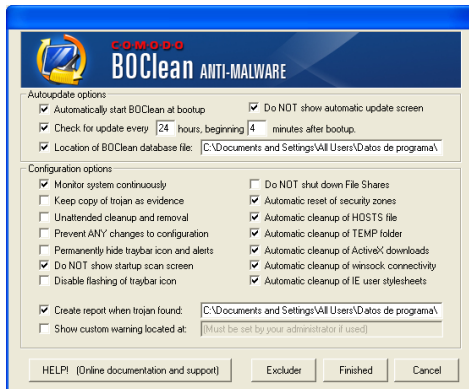 COMODO
BOClean ANTI-MALWARE
Autoupdate options
Automatically start BOClean at bootup
Do NOT show automatic update screen
Check for update every 24 hours, beginning 4 minutes after bootup.
Location of BOClean database file: C:\Documents and Settings\All Users\Datos de programa\
Configuration options
Monitor system continuously
Do NOT shut down File Shares
Keep copy of trojan as evidence
Automatic reset of security zones
Unattended cleanup and removal
Automatic cleanup of HOSTS file
Prevent ANY changes to configuration
Automatic cleanup of TEMP folder
Permanently hide traybar icon and alerts
Automatic cleanup of ActiveX downloads
Do NOT show startup scan screen
Automatic cleanup of winsock connectivity
Disable flashing of traybar icon
Automatic cleanup of IE user stylesheets
Create report when trojan found: C:\Documents and Settings\All Users\Datos de programa\
Show custom warning located at: (Must be set by your administrator if used)
HELP! (Online documentation and support) Excluder Finished Cancel